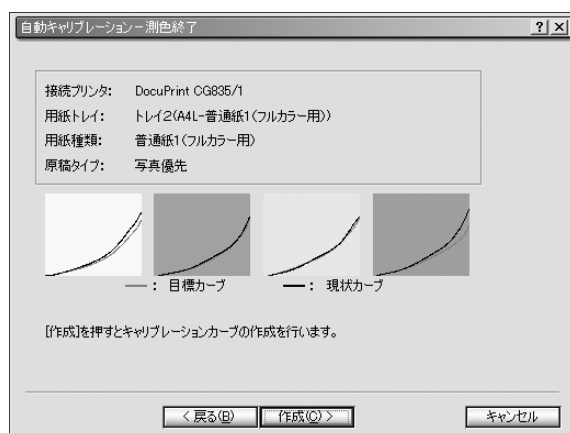 自動キャリブレーション－測色終了
接続プリンタ: DocuPrint CG835/1
用紙トレイ: トレイ2(A4L-普通紙1(フルカラー用))
用紙種類: 普通紙1(フルカラー用)
原稿タイプ: 写真優先
―: 目標カーブ ―: 現状カーブ
[作成]を押すとキャリブレーションカーブの作成を行います。
< 戻る(B) 作成(C) > キャンセル